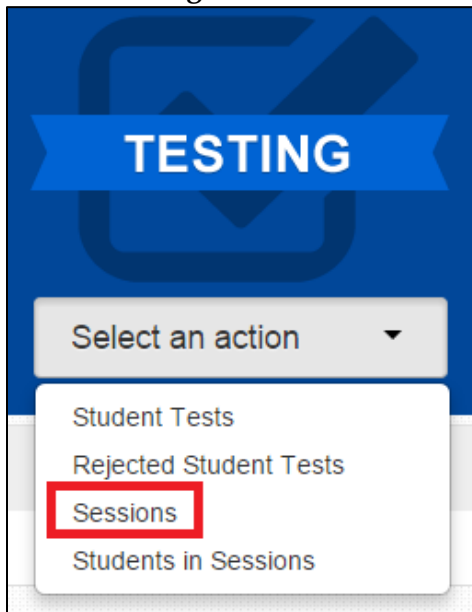 TESTING
Select an action
Student Tests
Rejected Student Tests
Sessions
Students in Sessions